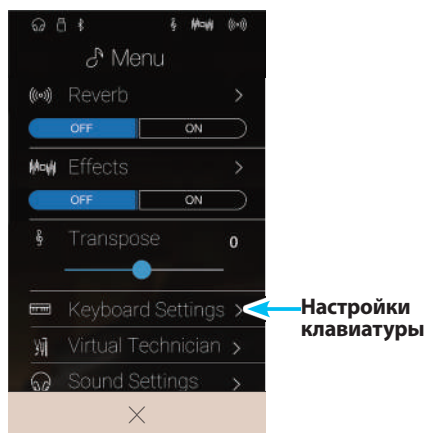 Menu
Reverb
OFF ON
Effects
OFF ON
Transpose 0
Keyboard Settings
Настройки
клавиатуры
Virtual Technician
Sound Settings